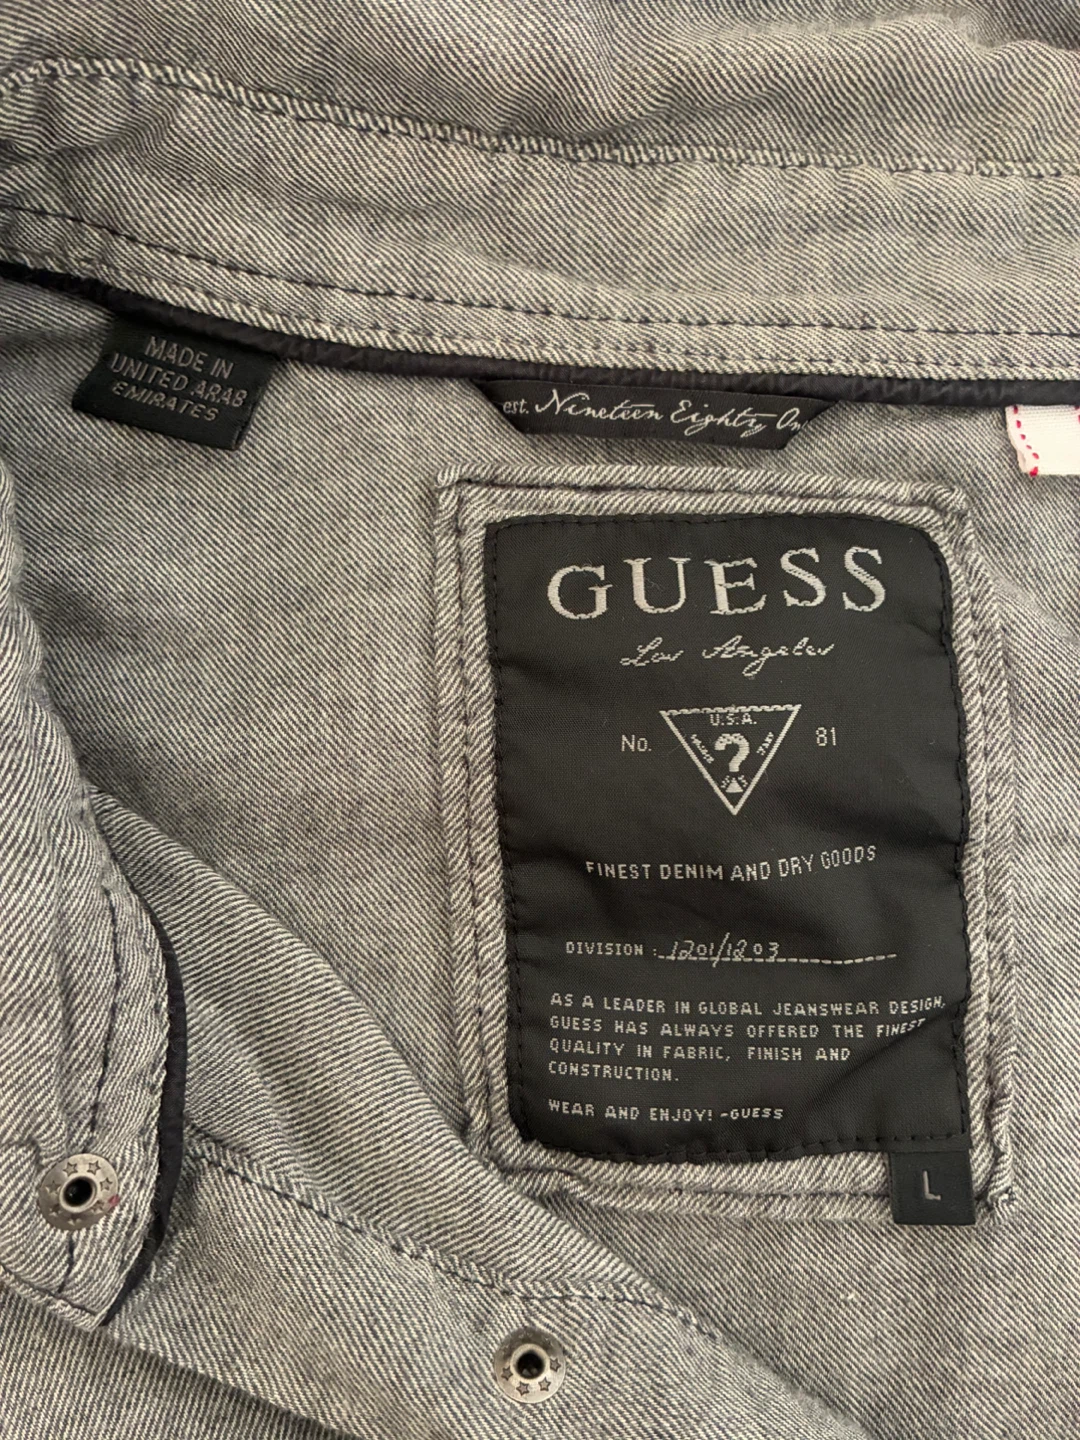 MADE IN
UNITED ARAB
EMIRATES
est. Nineteen Eighty
GUESS
Los Angeles
U.S.A.
No. ? 81
FINEST DENIM AND DRY GOODS
DIVISION : 1201/1203
AS A LEADER IN GLOBAL JEANSWEAR DESIGN,
GUESS HAS ALWAYS OFFERED THE FINEST
QUALITY IN FABRIC, FINISH AND
CONSTRUCTION.
WEAR AND ENJOY! -GUESS
L